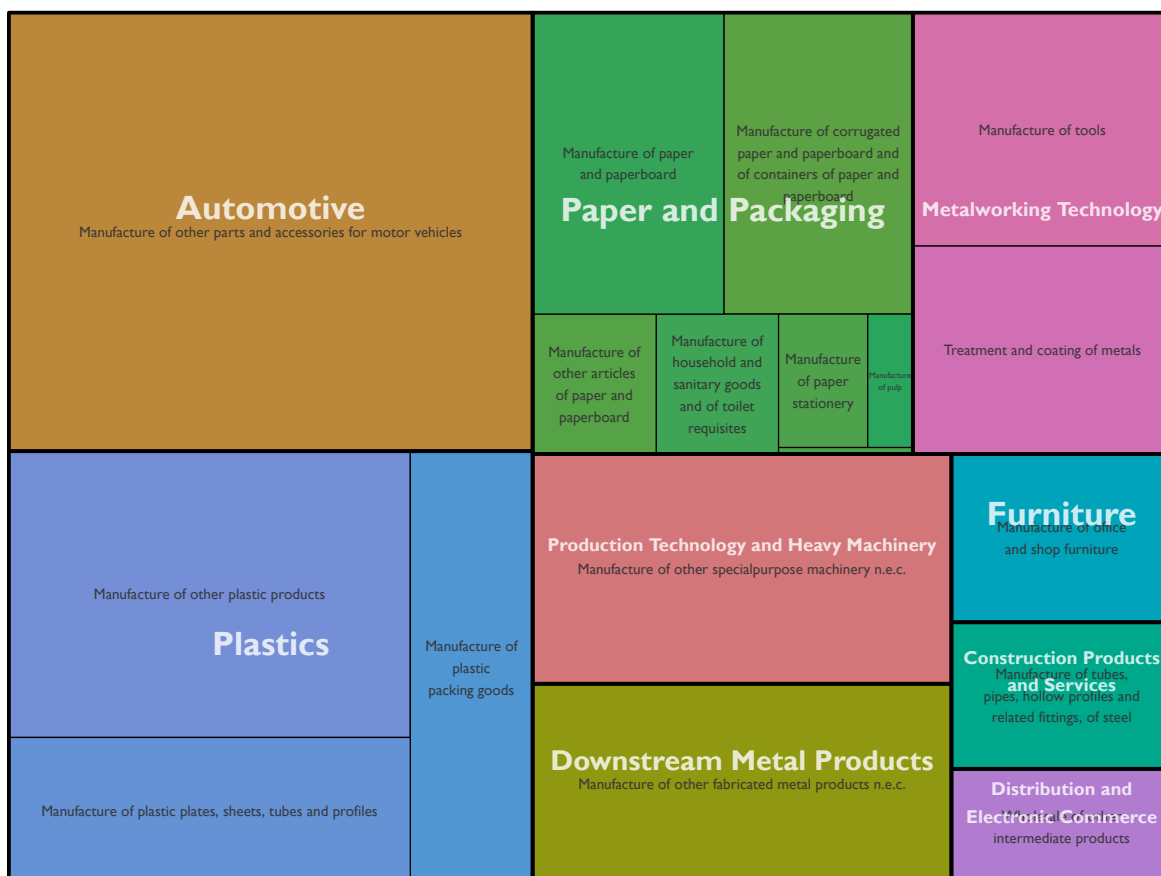 Automotive
Manufacture of other parts and accessories for motor vehicles
Manufacture of paper
and paperboard
Manufacture of corrugated
paper and paperboard and
of containers of paper and
paperboard
Paper and Packaging
Manufacture of tools
Metalworking Technology
Treatment and coating of metals
Manufacture of
other articles
of paper and
paperboard
Manufacture of
household and
sanitary goods
and of toilet
requisites
Manufacture
of paper
stationery
Manufacture
of pulp
Manufacture of other plastic products
Plastics
Manufacture of
plastic
packing goods
Manufacture of plastic plates, sheets, tubes and profiles
Production Technology and Heavy Machinery
Manufacture of other specialpurpose machinery n.e.c.
Downstream Metal Products
Manufacture of other fabricated metal products n.e.c.
Furniture
Manufacture of office
and shop furniture
Construction Products
and Services
Manufacture of tubes,
pipes, hollow profiles and
related fittings, of steel
Distribution and
Electronic Commerce
Wholesale of other
intermediate products